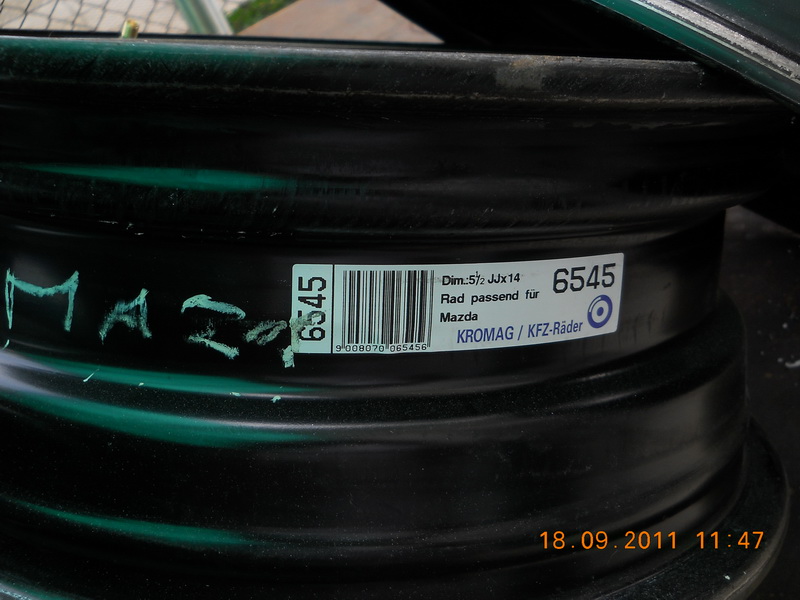 MAZDA
6545
9 008070 065456
Dim.:5½ JJx14
6545
Rad passend für
Mazda
KROMAG / KFZ-Räder
18.09.2011 11:47